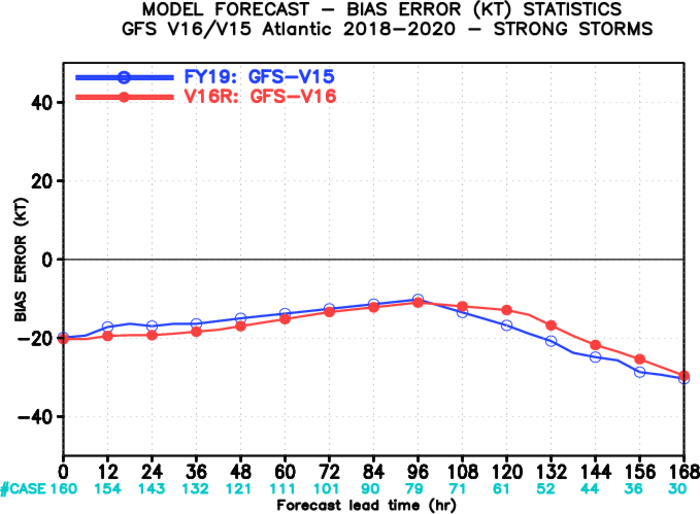 MODEL FORECAST – BIAS ERROR (KT) STATISTICS
GFS V16/V15 Atlantic 2018–2020 – STRONG STORMS
FY19: GFS–V15
V16R: GFS–V16
40
20
0
−20
−40
BIAS ERROR (KT)
0 12 24 36 48 60 72 84 96 108 120 132 144 156 168
#CASE 160 154 143 132 121 111 101 90 79 71 61 52 44 36 30
Forecast lead time (hr)